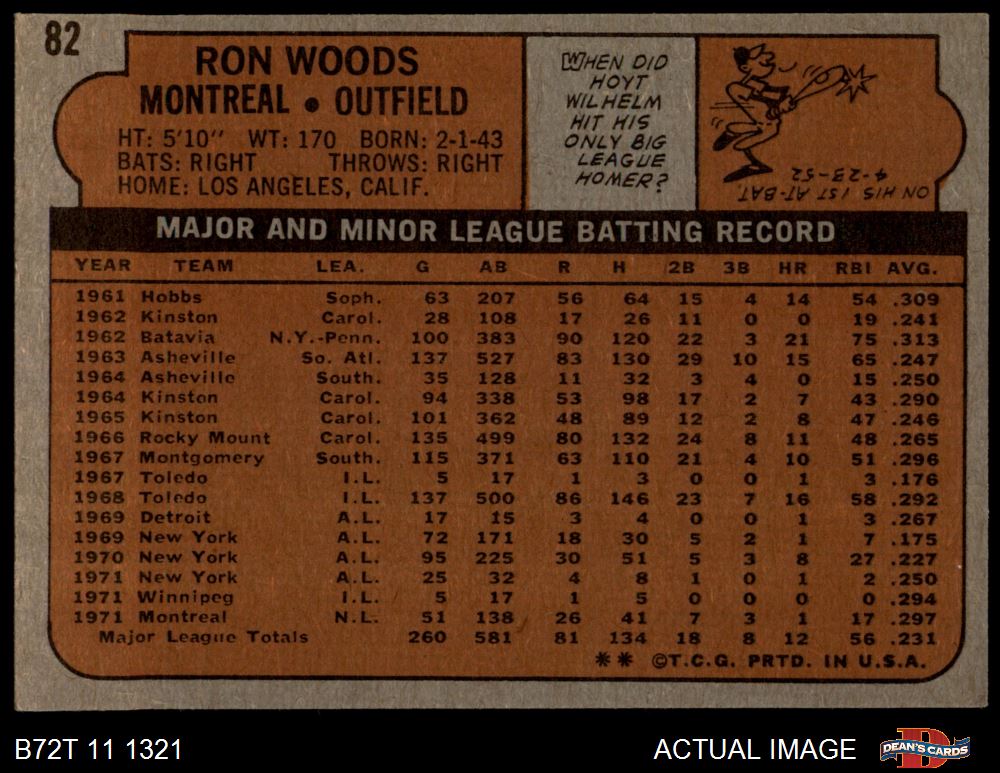 82
RON WOODS
MONTREAL • OUTFIELD
HT: 5'10" WT: 170 BORN: 2-1-43
BATS: RIGHT THROWS: RIGHT
HOME: LOS ANGELES, CALIF.
WHEN DID
HOYT
WILHELM
HIT HIS
ONLY BIG
LEAGUE
HOMER?
ON HIS 1ST AT-BAT,
4-23-52
MAJOR AND MINOR LEAGUE BATTING RECORD
YEAR TEAM LEA. G AB R H 2B 3B HR RBI AVG.
1961 Hobbs Soph. 63 207 56 64 15 4 14 54 .309
1962 Kinston Carol. 28 108 17 26 11 0 0 19 .241
1962 Batavia N.Y.-Penn. 100 383 90 120 22 3 21 75 .313
1963 Asheville So. Atl. 137 527 83 130 29 10 15 65 .247
1964 Asheville South. 35 128 11 32 3 4 0 15 .250
1964 Kinston Carol. 94 338 53 98 17 2 7 43 .290
1965 Kinston Carol. 101 362 48 89 12 2 8 47 .246
1966 Rocky Mount Carol. 135 499 80 132 24 8 11 48 .265
1967 Montgomery South. 115 371 63 110 21 4 10 51 .296
1967 Toledo I.L. 5 17 1 3 0 0 1 3 .176
1968 Toledo I.L. 137 500 86 146 23 7 16 58 .292
1969 Detroit A.L. 17 15 3 4 0 0 1 3 .267
1969 New York A.L. 72 171 18 30 5 2 1 7 .175
1970 New York A.L. 95 225 30 51 5 3 8 27 .227
1971 New York A.L. 25 32 4 8 1 0 1 2 .250
1971 Winnipeg I.L. 5 17 1 5 0 0 0 0 .294
1971 Montreal N.L. 51 138 26 41 7 3 1 17 .297
Major League Totals 260 581 81 134 18 8 12 56 .231
** ©T.C.G. PRTD. IN U.S.A.
B72T 11 1321 ACTUAL IMAGE DEAN'S CARDS